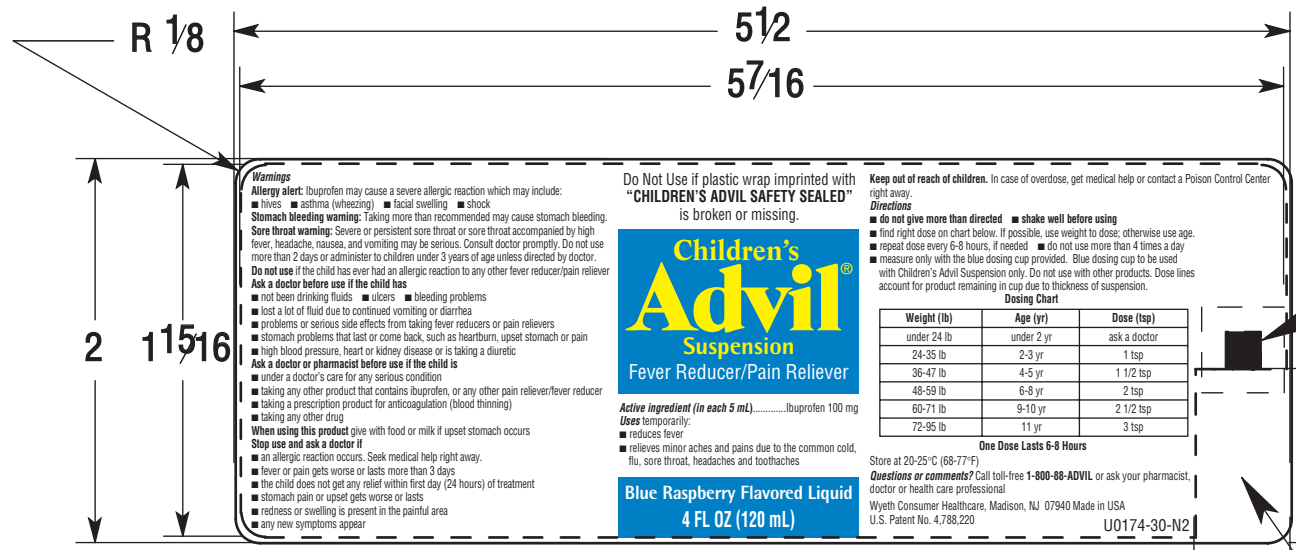 R 1/8
5 1/2
5 7/16
2
1 15/16
Warnings
Allergy alert: Ibuprofen may cause a severe allergic reaction which may include:
■ hives ■ asthma (wheezing) ■ facial swelling ■ shock
Stomach bleeding warning: Taking more than recommended may cause stomach bleeding.
Sore throat warning: Severe or persistent sore throat or sore throat accompanied by high
fever, headache, nausea, and vomiting may be serious. Consult doctor promptly. Do not use
more than 2 days or administer to children under 3 years of age unless directed by doctor.
Do not use if the child has ever had an allergic reaction to any other fever reducer/pain reliever
Ask a doctor before use if the child has
■ not been drinking fluids ■ ulcers ■ bleeding problems
■ lost a lot of fluid due to continued vomiting or diarrhea
■ problems or serious side effects from taking fever reducers or pain relievers
■ stomach problems that last or come back, such as heartburn, upset stomach or pain
■ high blood pressure, heart or kidney disease or is taking a diuretic
Ask a doctor or pharmacist before use if the child is
■ under a doctor's care for any serious condition
■ taking any other product that contains ibuprofen, or any other pain reliever/fever reducer
■ taking a prescription product for anticoagulation (blood thinning)
■ taking any other drug
When using this product give with food or milk if upset stomach occurs
Stop use and ask a doctor if
■ an allergic reaction occurs. Seek medical help right away.
■ fever or pain gets worse or lasts more than 3 days
■ the child does not get any relief within first day (24 hours) of treatment
■ stomach pain or upset gets worse or lasts
■ redness or swelling is present in the painful area
■ any new symptoms appear
Do Not Use if plastic wrap imprinted with
"CHILDREN'S ADVIL SAFETY SEALED"
is broken or missing.
Children's
Advil®
Suspension
Fever Reducer/Pain Reliever
Active ingredient (in each 5 mL).............Ibuprofen 100 mg
Uses temporarily:
■ reduces fever
■ relieves minor aches and pains due to the common cold,
flu, sore throat, headaches and toothaches
Blue Raspberry Flavored Liquid
4 FL OZ (120 mL)
Keep out of reach of children. In case of overdose, get medical help or contact a Poison Control Center
right away.
Directions
■ do not give more than directed ■ shake well before using
■ find right dose on chart below. If possible, use weight to dose; otherwise use age.
■ repeat dose every 6-8 hours, if needed ■ do not use more than 4 times a day
■ measure only with the blue dosing cup provided. Blue dosing cup to be used
with Children's Advil Suspension only. Do not use with other products. Dose lines
account for product remaining in cup due to thickness of suspension.
Dosing Chart
Weight (lb) Age (yr) Dose (tsp)
under 24 lb under 2 yr ask a doctor
24-35 lb 2-3 yr 1 tsp
36-47 lb 4-5 yr 1 1/2 tsp
48-59 lb 6-8 yr 2 tsp
60-71 lb 9-10 yr 2 1/2 tsp
72-95 lb 11 yr 3 tsp
One Dose Lasts 6-8 Hours
Store at 20-25°C (68-77°F)
Questions or comments? Call toll-free 1-800-88-ADVIL or ask your pharmacist,
doctor or health care professional
Wyeth Consumer Healthcare, Madison, NJ 07940 Made in USA
U.S. Patent No. 4,788,220
U0174-30-N2